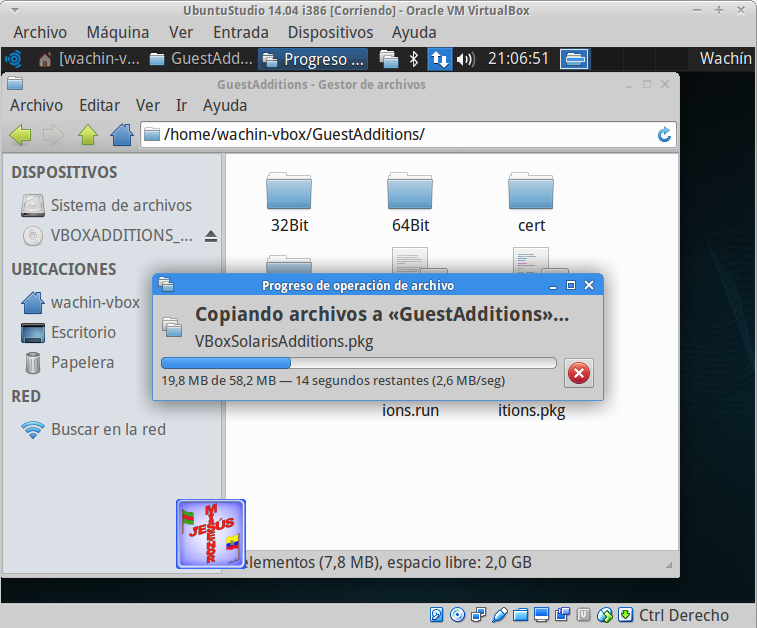 UbuntuStudio 14.04 i386 [Corriendo] - Oracle VM VirtualBox
Archivo Máquina Ver Entrada Dispositivos Ayuda
[wachin-v... GuestAdd... Progreso ... 21:06:51 Wachín
GuestAdditions - Gestor de archivos
Archivo Editar Ver Ir Ayuda
/home/wachin-vbox/GuestAdditions/
DISPOSITIVOS
Sistema de archivos
VBOXADDITIONS_...
UBICACIONES
wachin-vbox
Escritorio
Papelera
RED
Buscar en la red
32Bit 64Bit cert
Progreso de operación de archivo
Copiando archivos a «GuestAdditions»...
VBoxSolarisAdditions.pkg
19,8 MB de 58,2 MB — 14 segundos restantes (2,6 MB/seg)
ions.run itions.pkg
JESÚS
MI SEÑOR
elementos (7,8 MB), espacio libre: 2,0 GB
Ctrl Derecho